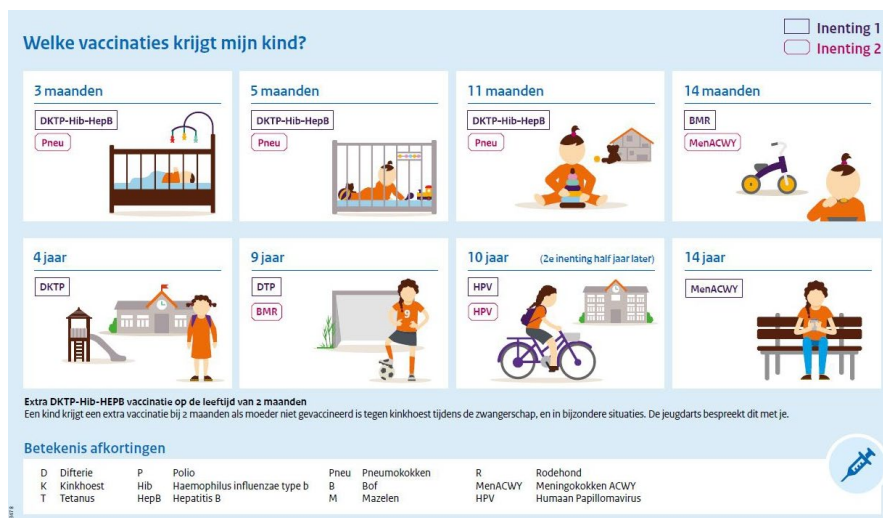 Welke vaccinaties krijgt mijn kind?
Inenting 1
Inenting 2
3 maanden
DKTP-Hib-HepB
Pneu
5 maanden
DKTP-Hib-HepB
Pneu
11 maanden
DKTP-Hib-HepB
Pneu
14 maanden
BMR
MenACWY
4 jaar
DKTP
9 jaar
DTP
BMR
9
10 jaar (2e inenting half jaar later)
HPV
HPV
14 jaar
MenACWY
Extra DKTP-Hib-HEPB vaccinatie op de leeftijd van 2 maanden
Een kind krijgt een extra vaccinatie bij 2 maanden als moeder niet gevaccineerd is tegen kinkhoest tijdens de zwangerschap, en in bijzondere situaties. De jeugdarts bespreekt dit met je.
Betekenis afkortingen
D Difterie P Polio Pneu Pneumokokken R Rodehond
K Kinkhoest Hib Haemophilus influenzae type b B Bof MenACWY Meningokokken ACWY
T Tetanus HepB Hepatitis B M Mazelen HPV Humaan Papillomavirus